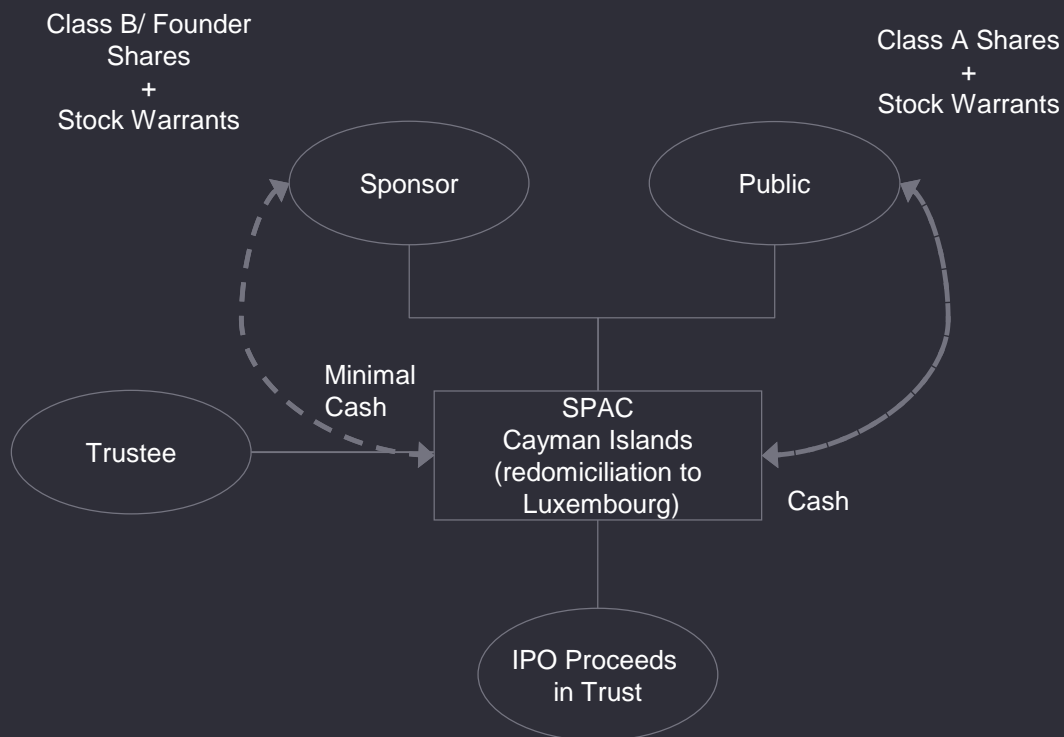 Class B/ Founder
Shares
+
Stock Warrants
Class A Shares
+
Stock Warrants
Sponsor
Public
Minimal
Cash
Trustee
SPAC
Cayman Islands
(redomiciliation to
Luxembourg)
Cash
IPO Proceeds
in Trust